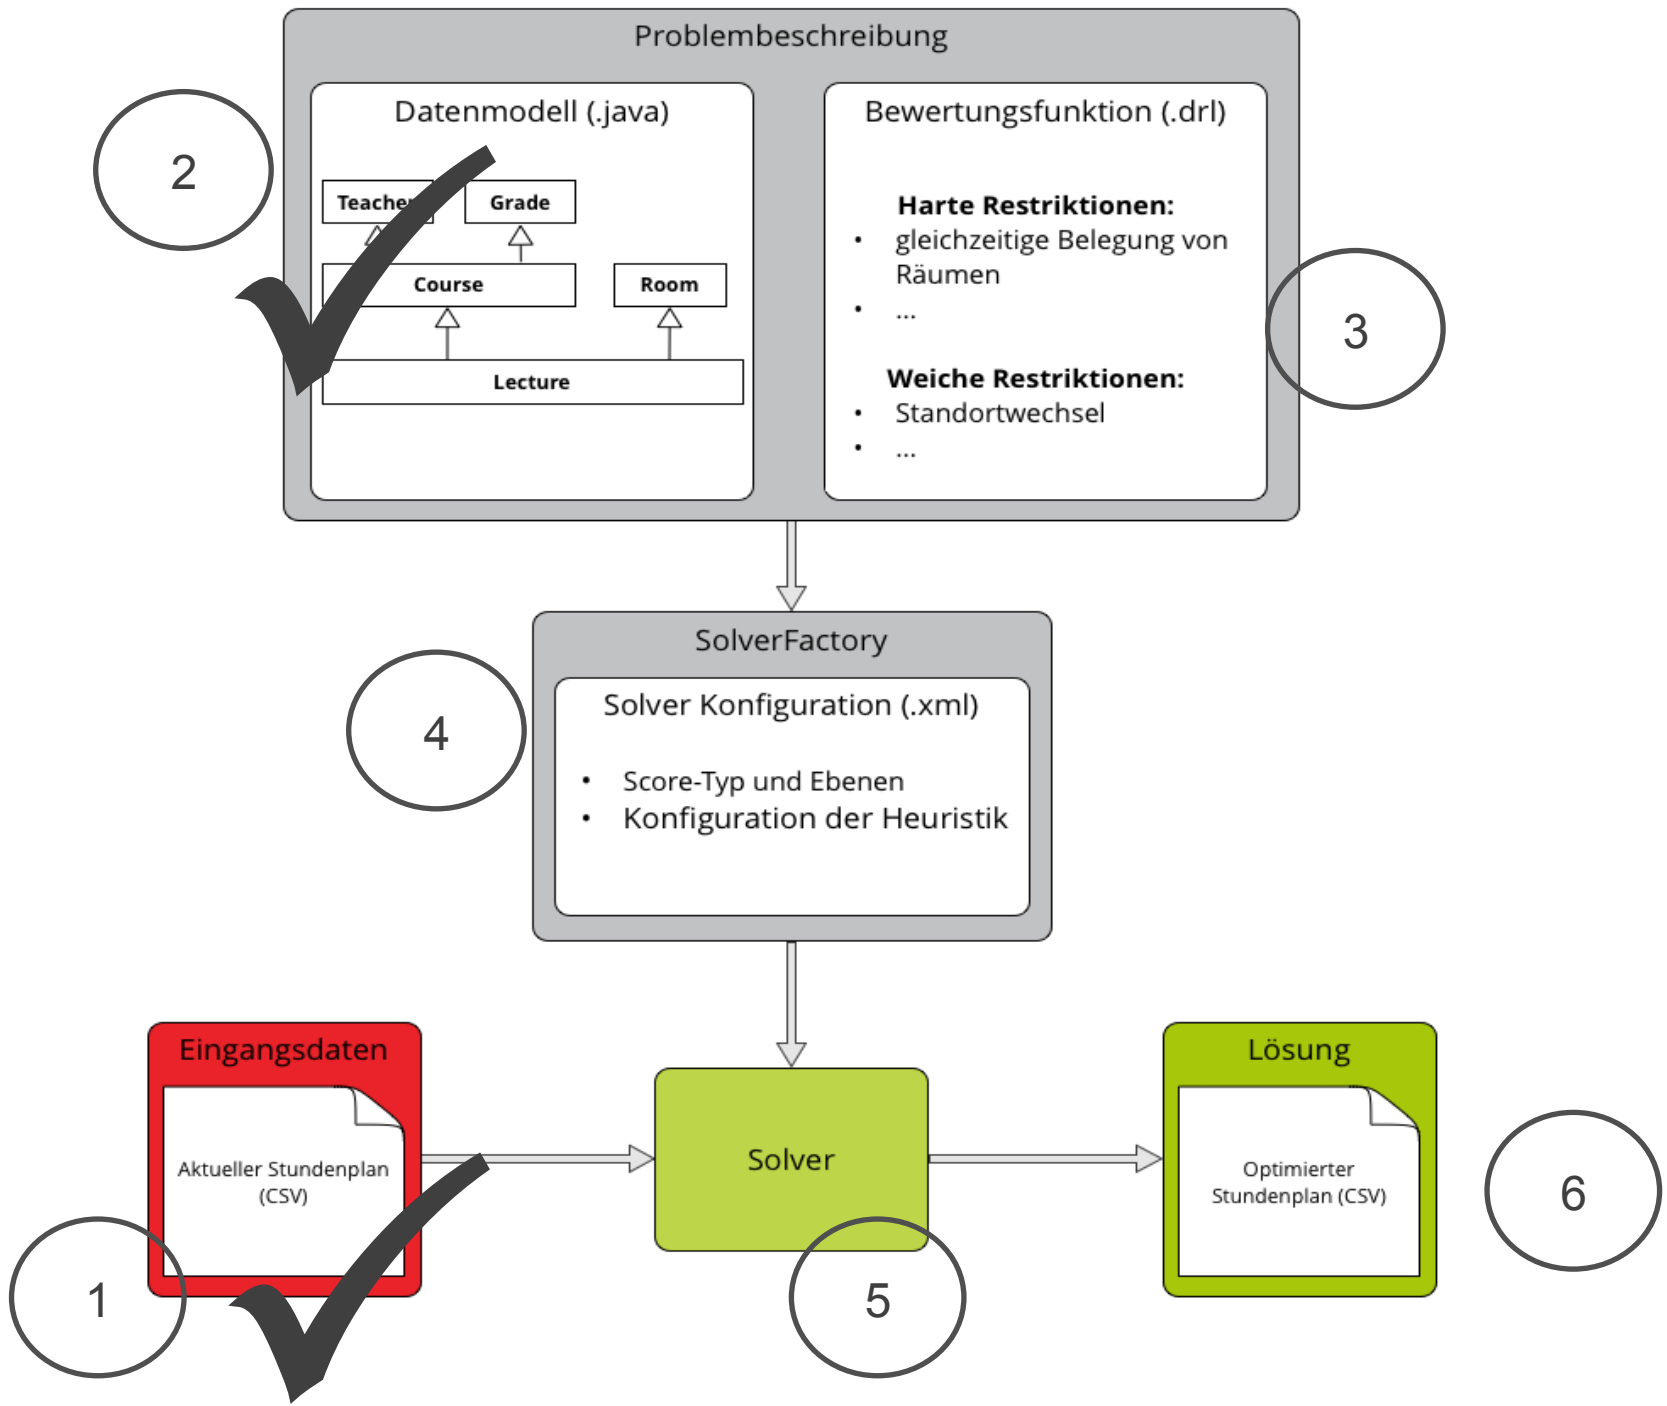 Problembeschreibung
2
Datenmodell (.java)
Teacher
Grade
Course
Room
Lecture
Bewertungsfunktion (.drl)
Harte Restriktionen:
• gleichzeitige Belegung von
Räumen
• ...
Weiche Restriktionen:
• Standortwechsel
• ...
3
4
SolverFactory
Solver Konfiguration (.xml)
• Score-Typ und Ebenen
• Konfiguration der Heuristik
Eingangsdaten
Aktueller Stundenplan
(CSV)
1
Solver
5
Lösung
Optimierter
Stundenplan (CSV)
6